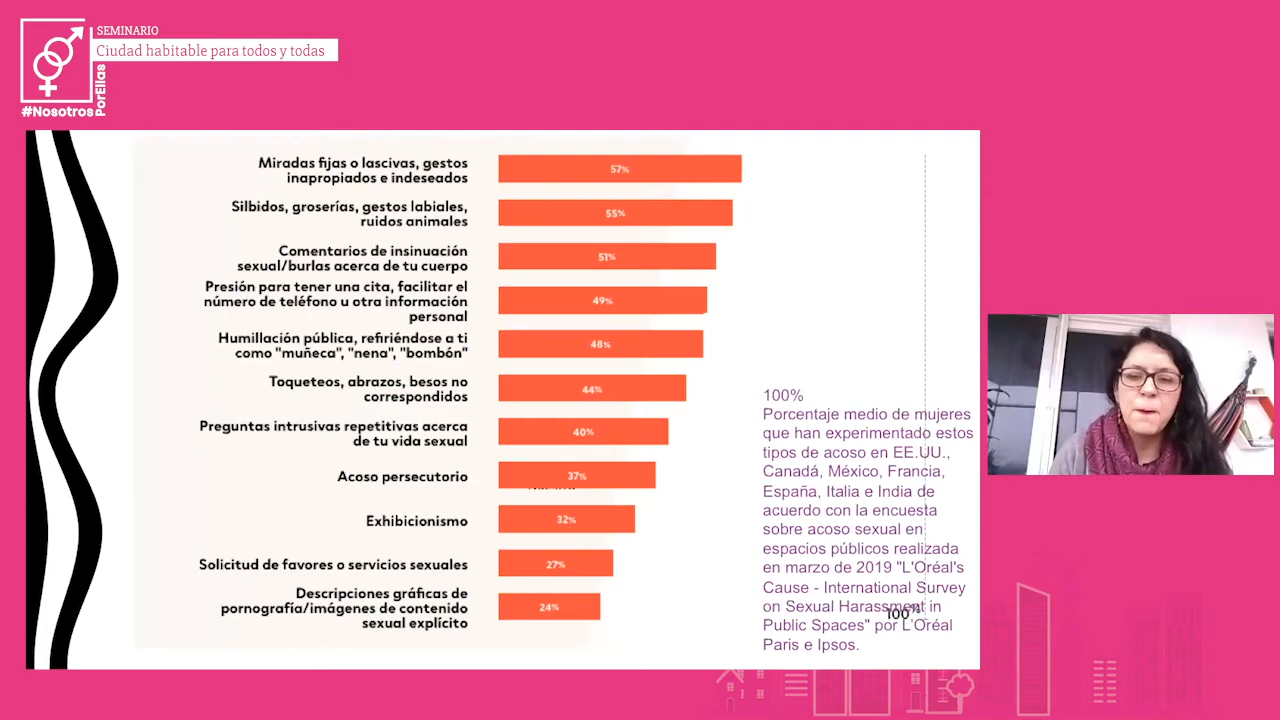 SEMINARIO
Ciudad habitable para todos y todas
#Nosotros
PorEllas
Miradas fijas o lascivas, gestos
inapropiados e indeseados
57%
Silbidos, groserías, gestos labiales,
ruidos animales
55%
Comentarios de insinuación
sexual/burlas acerca de tu cuerpo
51%
Presión para tener una cita, facilitar el
número de teléfono u otra información
personal
49%
Humillación pública, refiriéndose a ti
como "muñeca", "nena", "bombón"
48%
Toqueteos, abrazos, besos no
correspondidos
44%
Preguntas intrusivas repetitivas acerca
de tu vida sexual
40%
Acoso persecutorio
37%
Exhibicionismo
32%
Solicitud de favores o servicios sexuales
27%
Descripciones gráficas de
pornografía/imágenes de contenido
sexual explícito
24%
100%
Porcentaje medio de mujeres
que han experimentado estos
tipos de acoso en EE.UU.,
Canadá, México, Francia,
España, Italia e India de
acuerdo con la encuesta
sobre acoso sexual en
espacios públicos realizada
en marzo de 2019 "L'Oréal's
Cause - International Survey
on Sexual Harassment in
Public Spaces" por L'Oréal
Paris e Ipsos.
100%